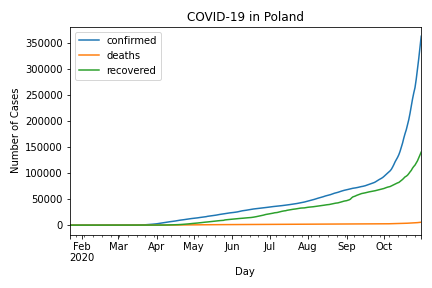 COVID-19 in Poland
confirmed
deaths
recovered
Number of Cases
350000
300000
250000
200000
150000
100000
50000
0
Feb Mar Apr May Jun Jul Aug Sep Oct
2020
Day